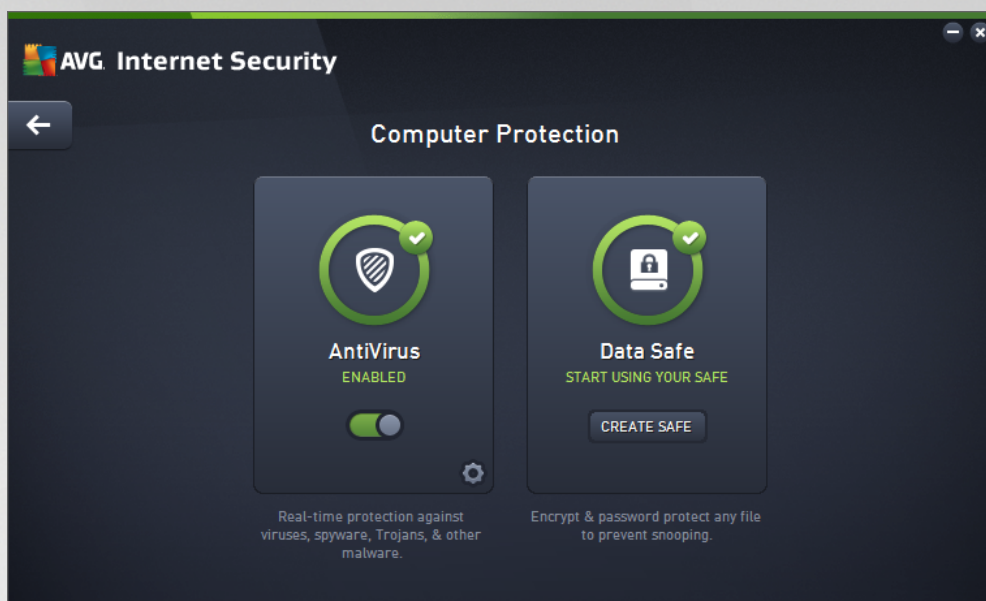 AVG. Internet Security
Computer Protection
AntiVirus
ENABLED
Real-time protection against
viruses, spyware, Trojans, & other
malware.
Data Safe
START USING YOUR SAFE
CREATE SAFE
Encrypt & password protect any file
to prevent snooping.